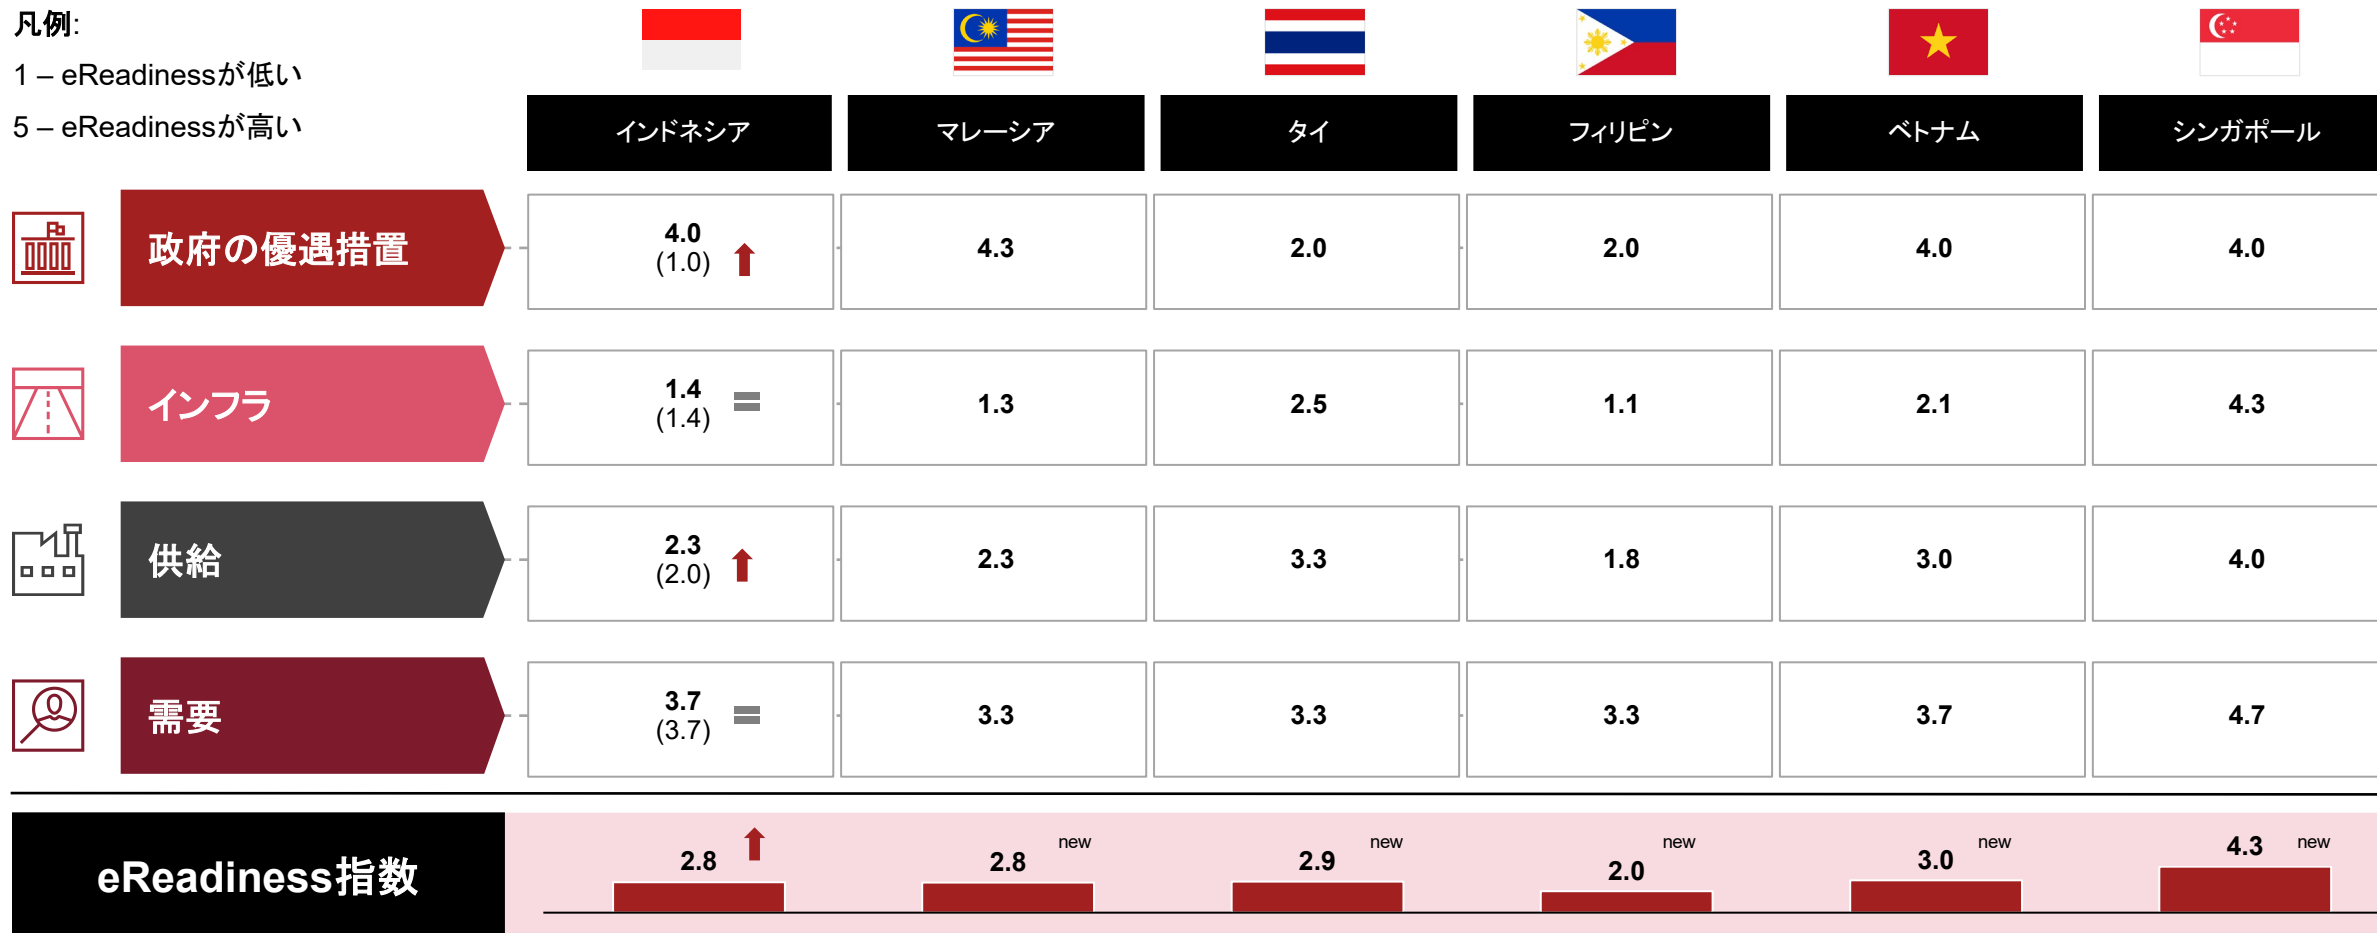 凡例:
1 – eReadinessが低い
5 – eReadinessが高い
インドネシア
マレーシア
タイ
フィリピン
ベトナム
シンガポール
政府の優遇措置
4.0
(1.0)
4.3
2.0
2.0
4.0
4.0
インフラ
1.4
(1.4)
1.3
2.5
1.1
2.1
4.3
供給
2.3
(2.0)
2.3
3.3
1.8
3.0
4.0
需要
3.7
(3.7)
3.3
3.3
3.3
3.7
4.7
eReadiness指数
2.8
2.8 new
2.9 new
2.0 new
3.0 new
4.3 new